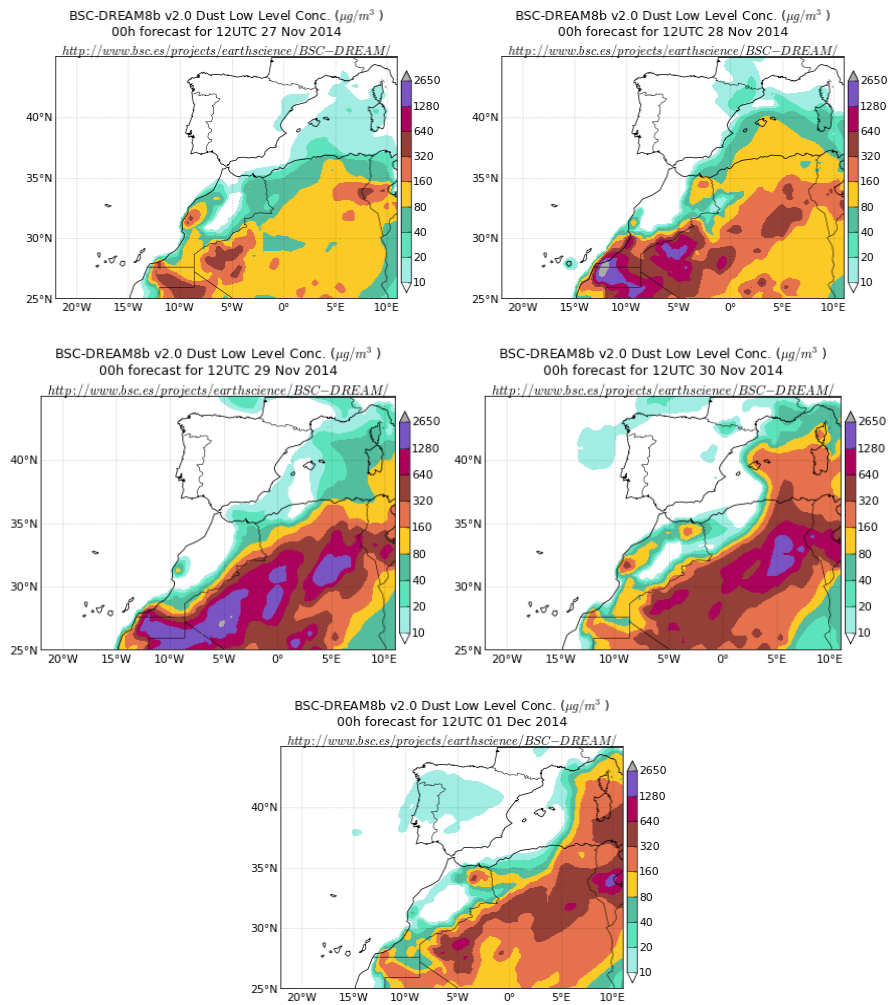 BSC-DREAM8b v2.0 Dust Low Level Conc. (μg/m³ )
00h forecast for 12UTC 27 Nov 2014
http://www.bsc.es/projects/earthscience/BSC−DREAM/
40°N
35°N
30°N
25°N
20°W 15°W 10°W 5°W 0° 5°E 10°E
2650
1280
640
320
160
80
40
20
10
BSC-DREAM8b v2.0 Dust Low Level Conc. (μg/m³ )
00h forecast for 12UTC 28 Nov 2014
http://www.bsc.es/projects/earthscience/BSC−DREAM/
40°N
35°N
30°N
25°N
20°W 15°W 10°W 5°W 0° 5°E 10°E
2650
1280
640
320
160
80
40
20
10
BSC-DREAM8b v2.0 Dust Low Level Conc. (μg/m³ )
00h forecast for 12UTC 29 Nov 2014
http://www.bsc.es/projects/earthscience/BSC−DREAM/
40°N
35°N
30°N
25°N
20°W 15°W 10°W 5°W 0° 5°E 10°E
2650
1280
640
320
160
80
40
20
10
BSC-DREAM8b v2.0 Dust Low Level Conc. (μg/m³ )
00h forecast for 12UTC 30 Nov 2014
http://www.bsc.es/projects/earthscience/BSC−DREAM/
40°N
35°N
30°N
25°N
20°W 15°W 10°W 5°W 0° 5°E 10°E
2650
1280
640
320
160
80
40
20
10
BSC-DREAM8b v2.0 Dust Low Level Conc. (μg/m³ )
00h forecast for 12UTC 01 Dec 2014
http://www.bsc.es/projects/earthscience/BSC−DREAM/
40°N
35°N
30°N
25°N
20°W 15°W 10°W 5°W 0° 5°E 10°E
2650
1280
640
320
160
80
40
20
10